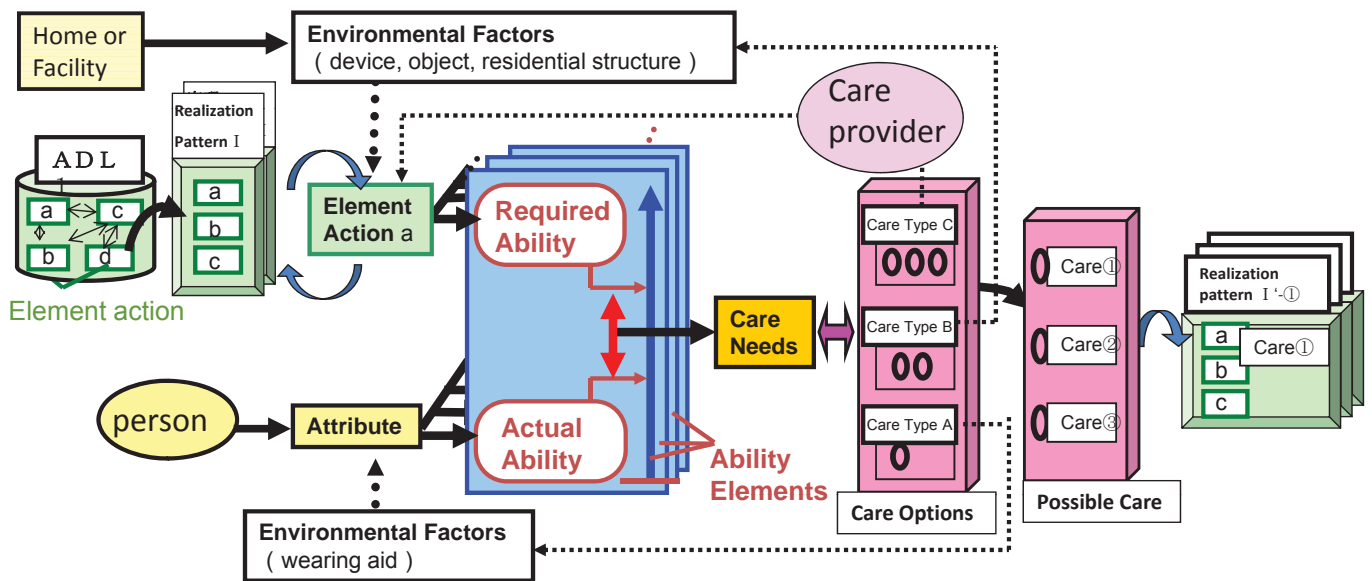 Home or
Facility
Environmental Factors
( device, object, residential structure )
Care
provider
Realization
Pattern Ⅰ
ADL
a
c
b
d
Element action
a
b
c
Element
Action a
Required
Ability
Care
Needs
Actual
Ability
Ability
Elements
person
Attribute
Environmental Factors
( wearing aid )
Care Type C
Care Type B
Care Type A
Care Options
Care①
Care②
Care③
Possible Care
Realization
pattern Ⅰ‘-①
a
Care①
b
c